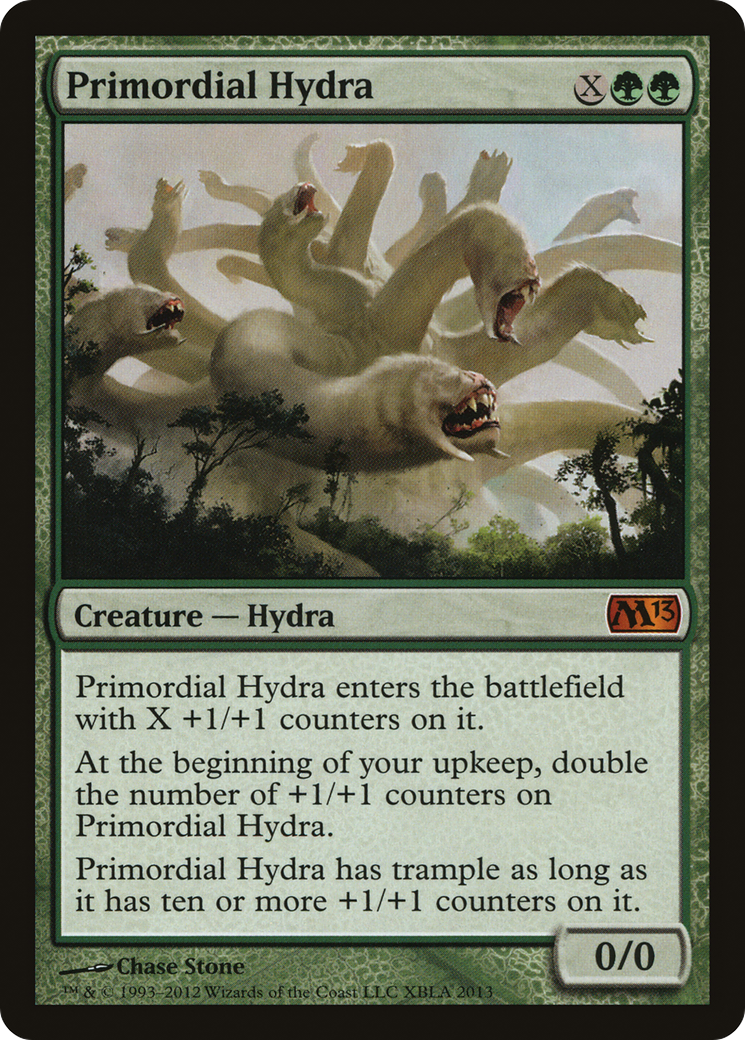 Primordial Hydra X
Creature — Hydra M13
Primordial Hydra enters the battlefield
with X +1/+1 counters on it.
At the beginning of your upkeep, double
the number of +1/+1 counters on
Primordial Hydra.
Primordial Hydra has trample as long as
it has ten or more +1/+1 counters on it.
0/0
Chase Stone
™ & © 1993–2012 Wizards of the Coast LLC XBLA 2013